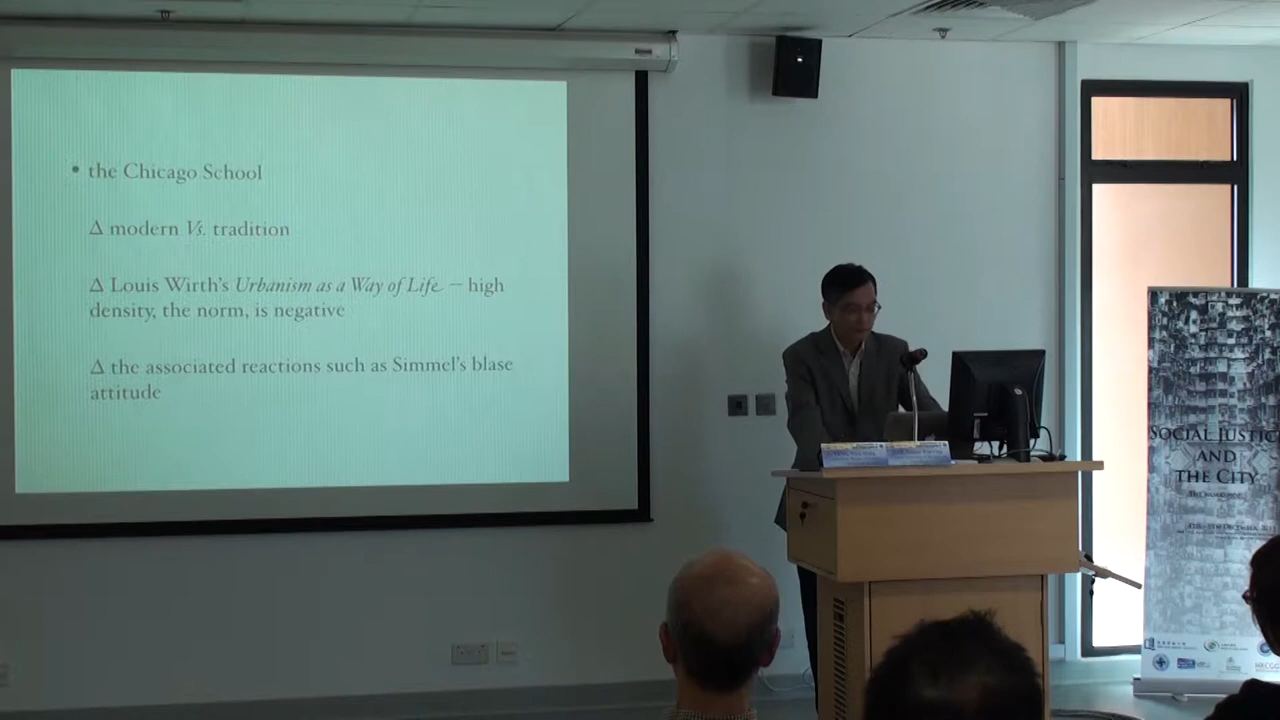 • the Chicago School
Δ modern Vs. tradition
Δ Louis Wirth's Urbanism as a Way of Life – high
density, the norm, is negative
Δ the associated reactions such as Simmel's blase
attitude
SOCIAL JUSTIC
AND
THE CITY